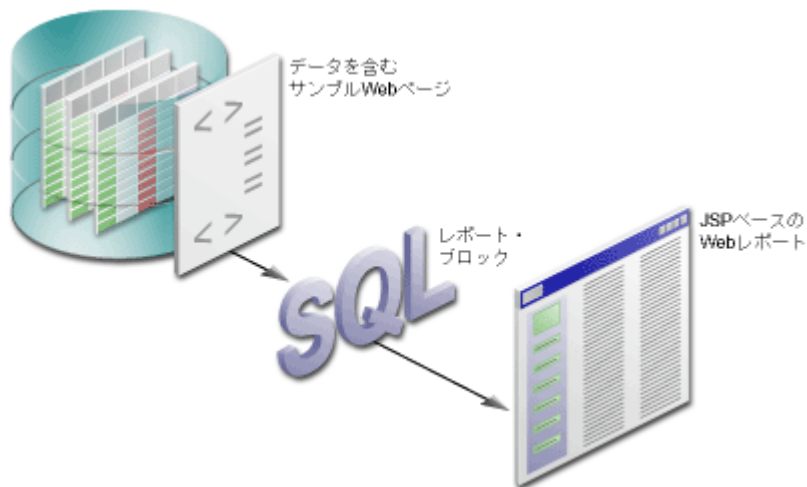 データを含む
サンプルWebページ
< >
< >
レポート・
ブロック
SQL
JSPベースの
Webレポート